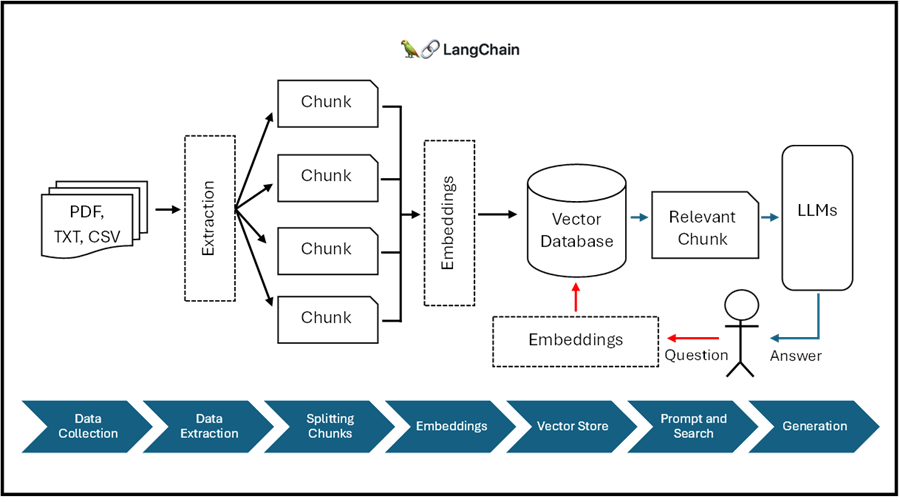 LangChain
PDF,
TXT, CSV
Extraction
Chunk
Chunk
Chunk
Chunk
Embeddings
Vector
Database
Relevant
Chunk
LLMs
Embeddings
Question
Answer
Data
Collection
Data
Extraction
Splitting
Chunks
Embeddings
Vector Store
Prompt and
Search
Generation